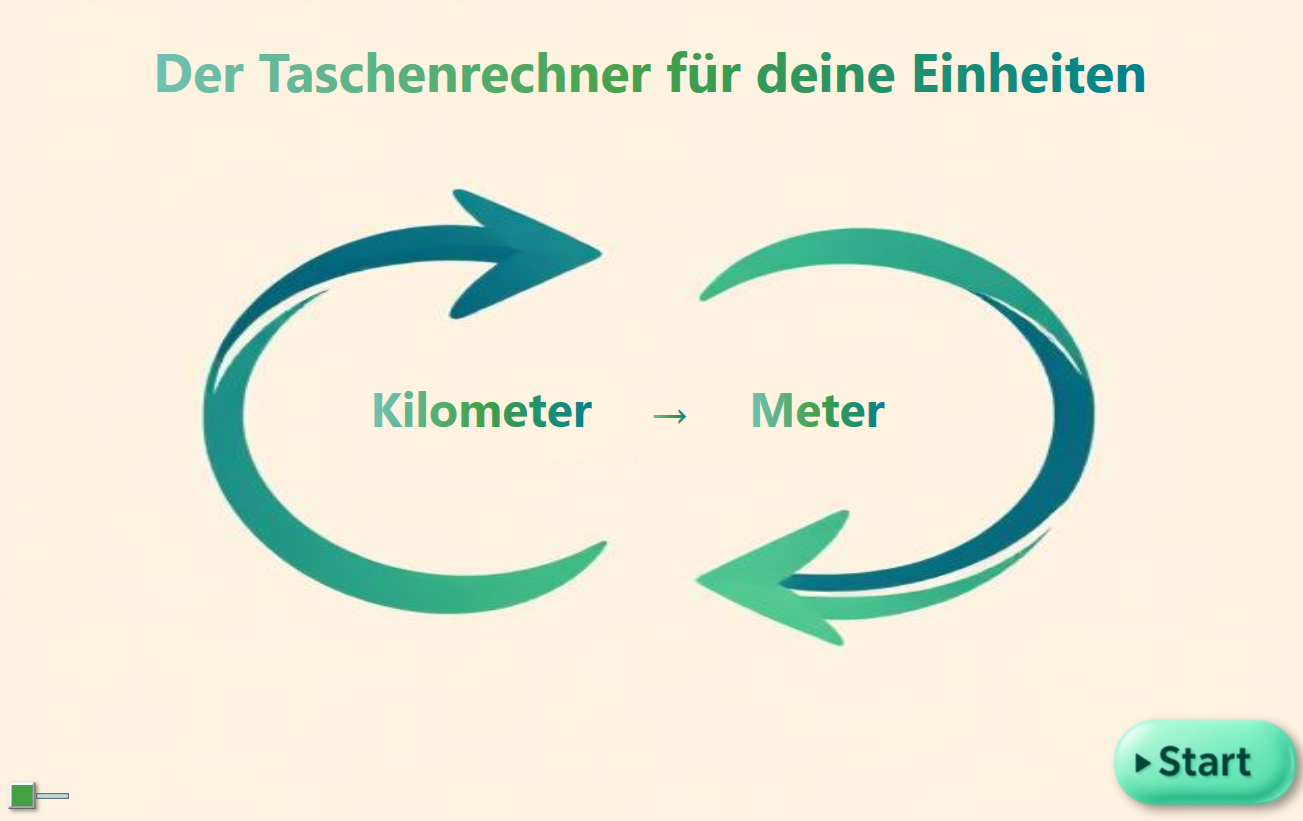 Der Taschenrechner für deine Einheiten
Kilometer → Meter
Start